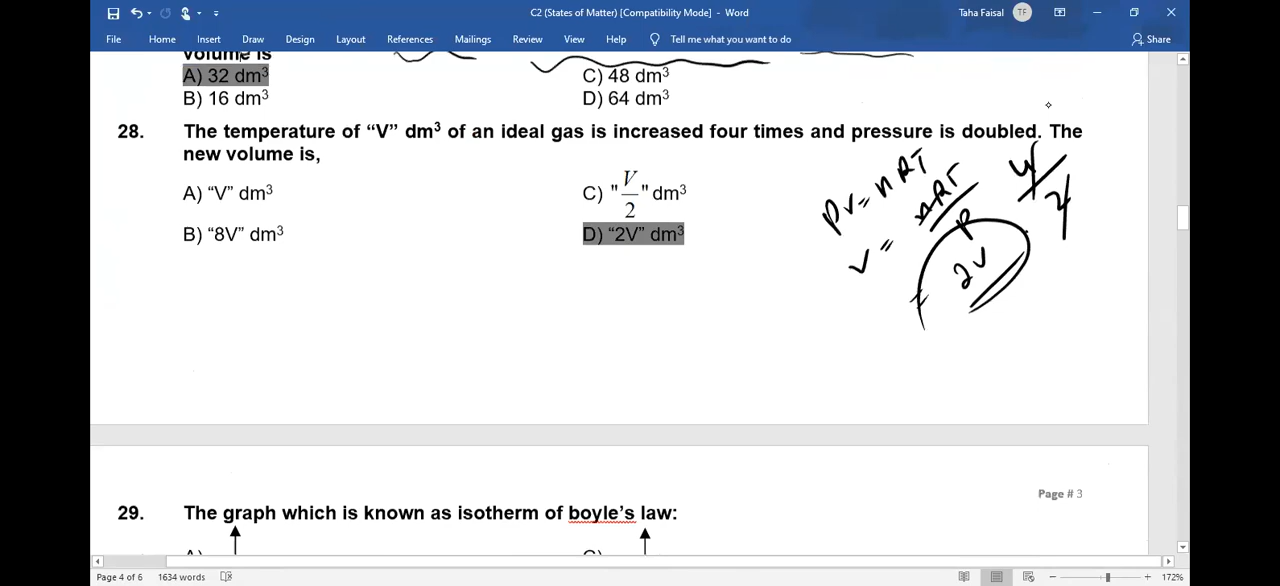 C2 (States of Matter) [Compatibility Mode] - Word
Taha Faisal
TF
File Home Insert Draw Design Layout References Mailings Review View Help Tell me what you want to do
Share
volume is
A) 32 dm³
C) 48 dm³
B) 16 dm³
D) 64 dm³
28. The temperature of “V” dm³ of an ideal gas is increased four times and pressure is doubled. The
new volume is,
A) “V” dm³
C) "V/2" dm³
B) “8V” dm³
D) “2V” dm³
PV = nRT
V = nRT/P
4/2
2V
Page # 3
29. The graph which is known as isotherm of boyle’s law:
A)
C)
Page 4 of 6 1634 words
172%